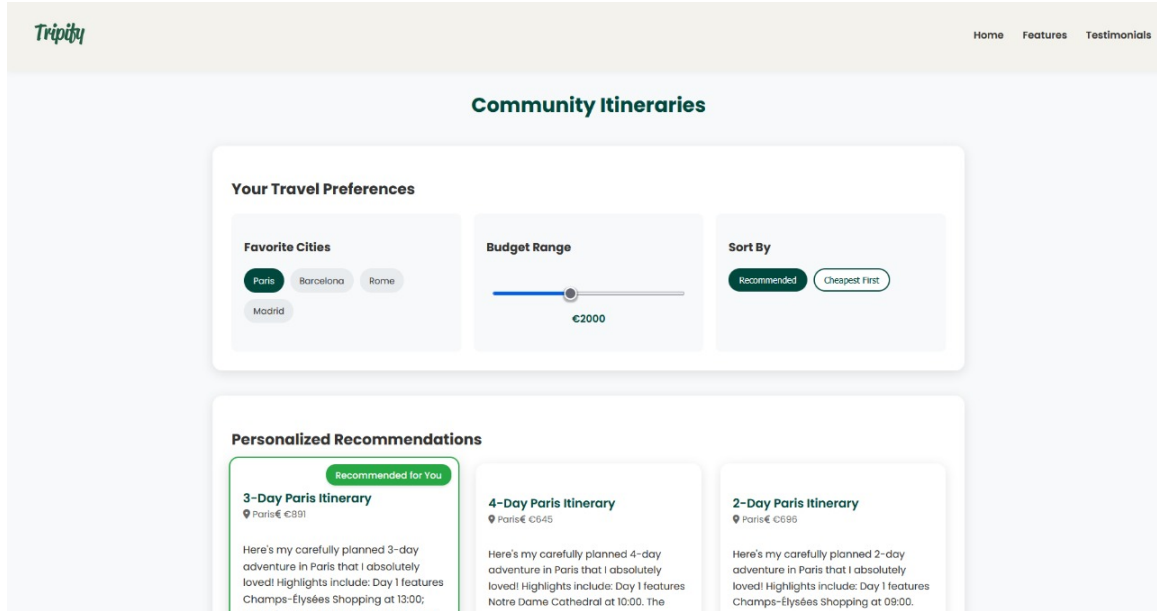 Tripify
Home Features Testimonials
Community Itineraries
Your Travel Preferences
Favorite Cities
Paris Barcelona Rome
Madrid
Budget Range
€2000
Sort By
Recommended Cheapest First
Personalized Recommendations
Recommended for You
3-Day Paris Itinerary
Paris€ €891
Here's my carefully planned 3-day
adventure in Paris that I absolutely
loved! Highlights include: Day 1 features
Champs-Élysées Shopping at 13:00;
4-Day Paris Itinerary
Paris€ €645
Here's my carefully planned 4-day
adventure in Paris that I absolutely
loved! Highlights include: Day 1 features
Notre Dame Cathedral at 10:00. The
2-Day Paris Itinerary
Paris€ €696
Here's my carefully planned 2-day
adventure in Paris that I absolutely
loved! Highlights include: Day 1 features
Champs-Élysées Shopping at 09:00.